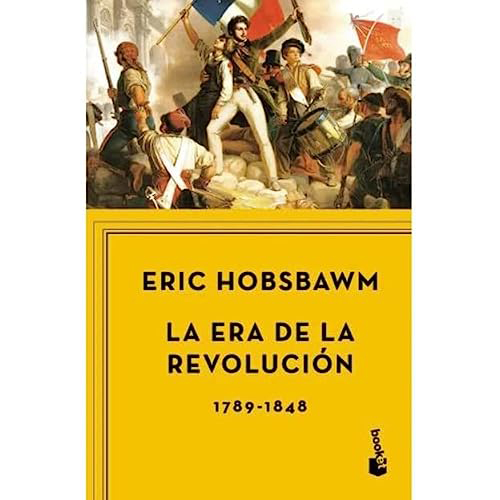 ERIC HOBSBAWM
LA ERA DE LA
REVOLUCIÓN
1789-1848
booket